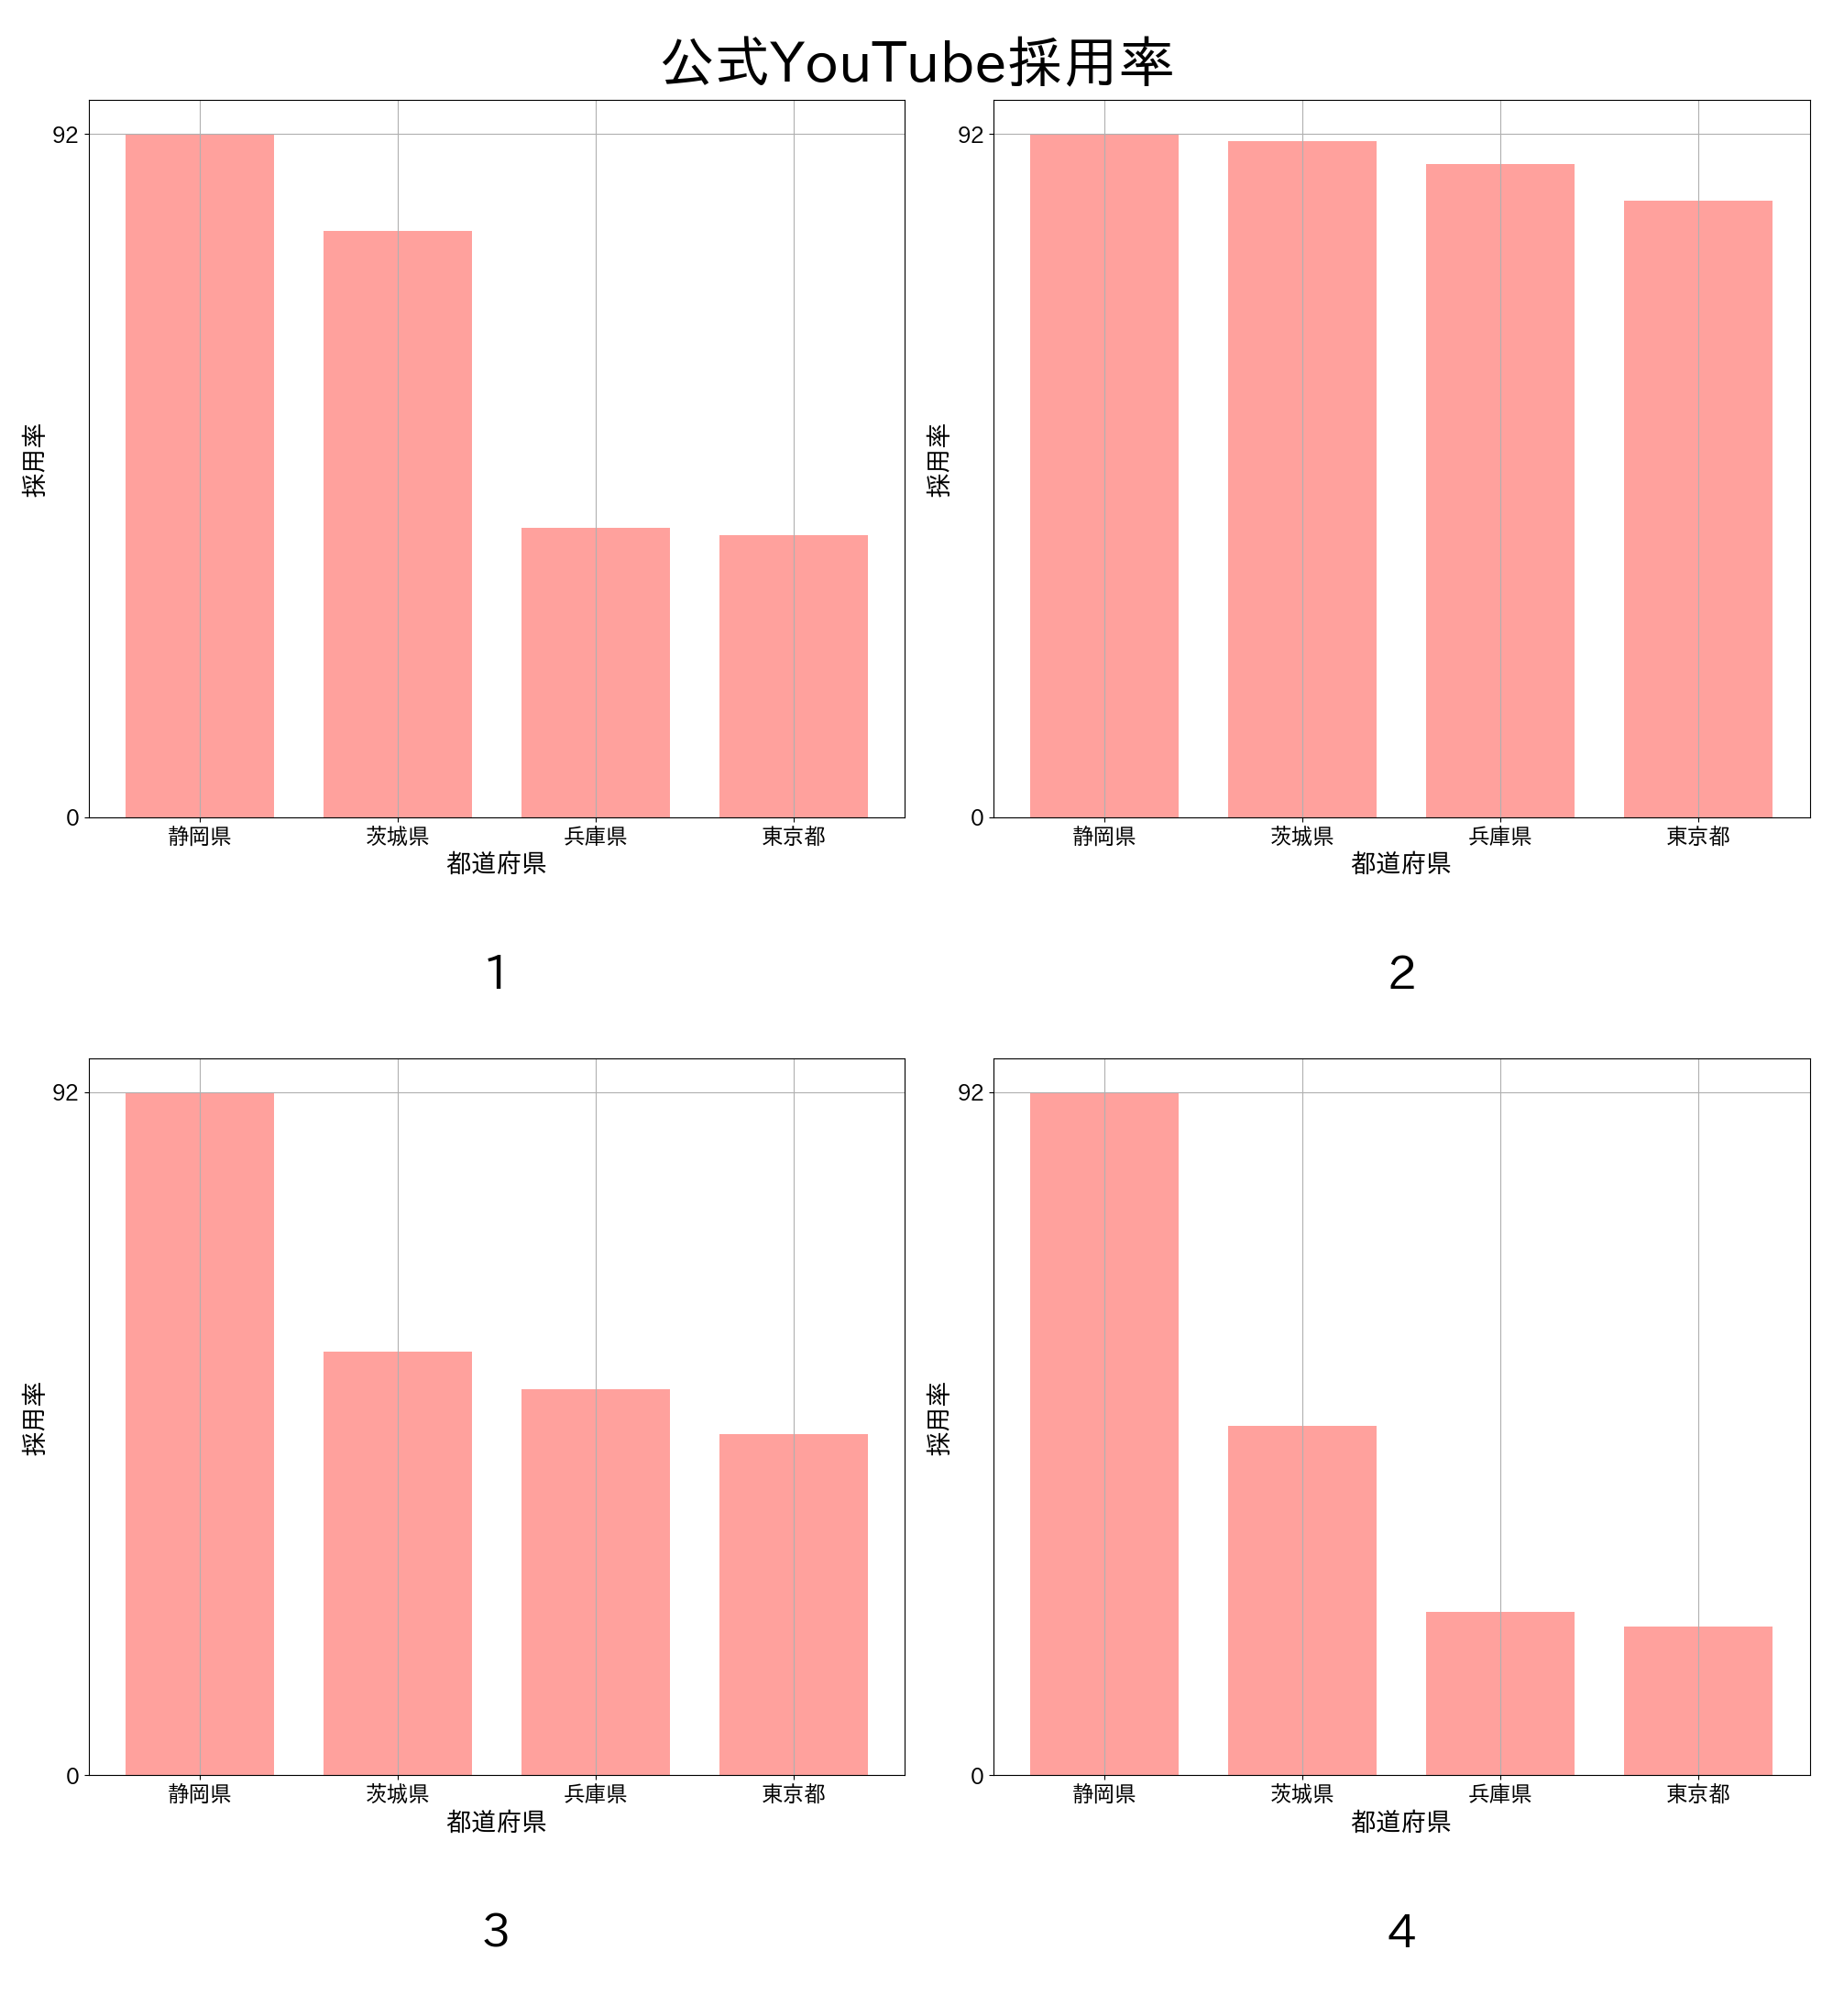 公式YouTube採用率
92
0
採用率
静岡県 茨城県 兵庫県 東京都
都道府県
1
92
0
採用率
静岡県 茨城県 兵庫県 東京都
都道府県
2
92
0
採用率
静岡県 茨城県 兵庫県 東京都
都道府県
3
92
0
採用率
静岡県 茨城県 兵庫県 東京都
都道府県
4